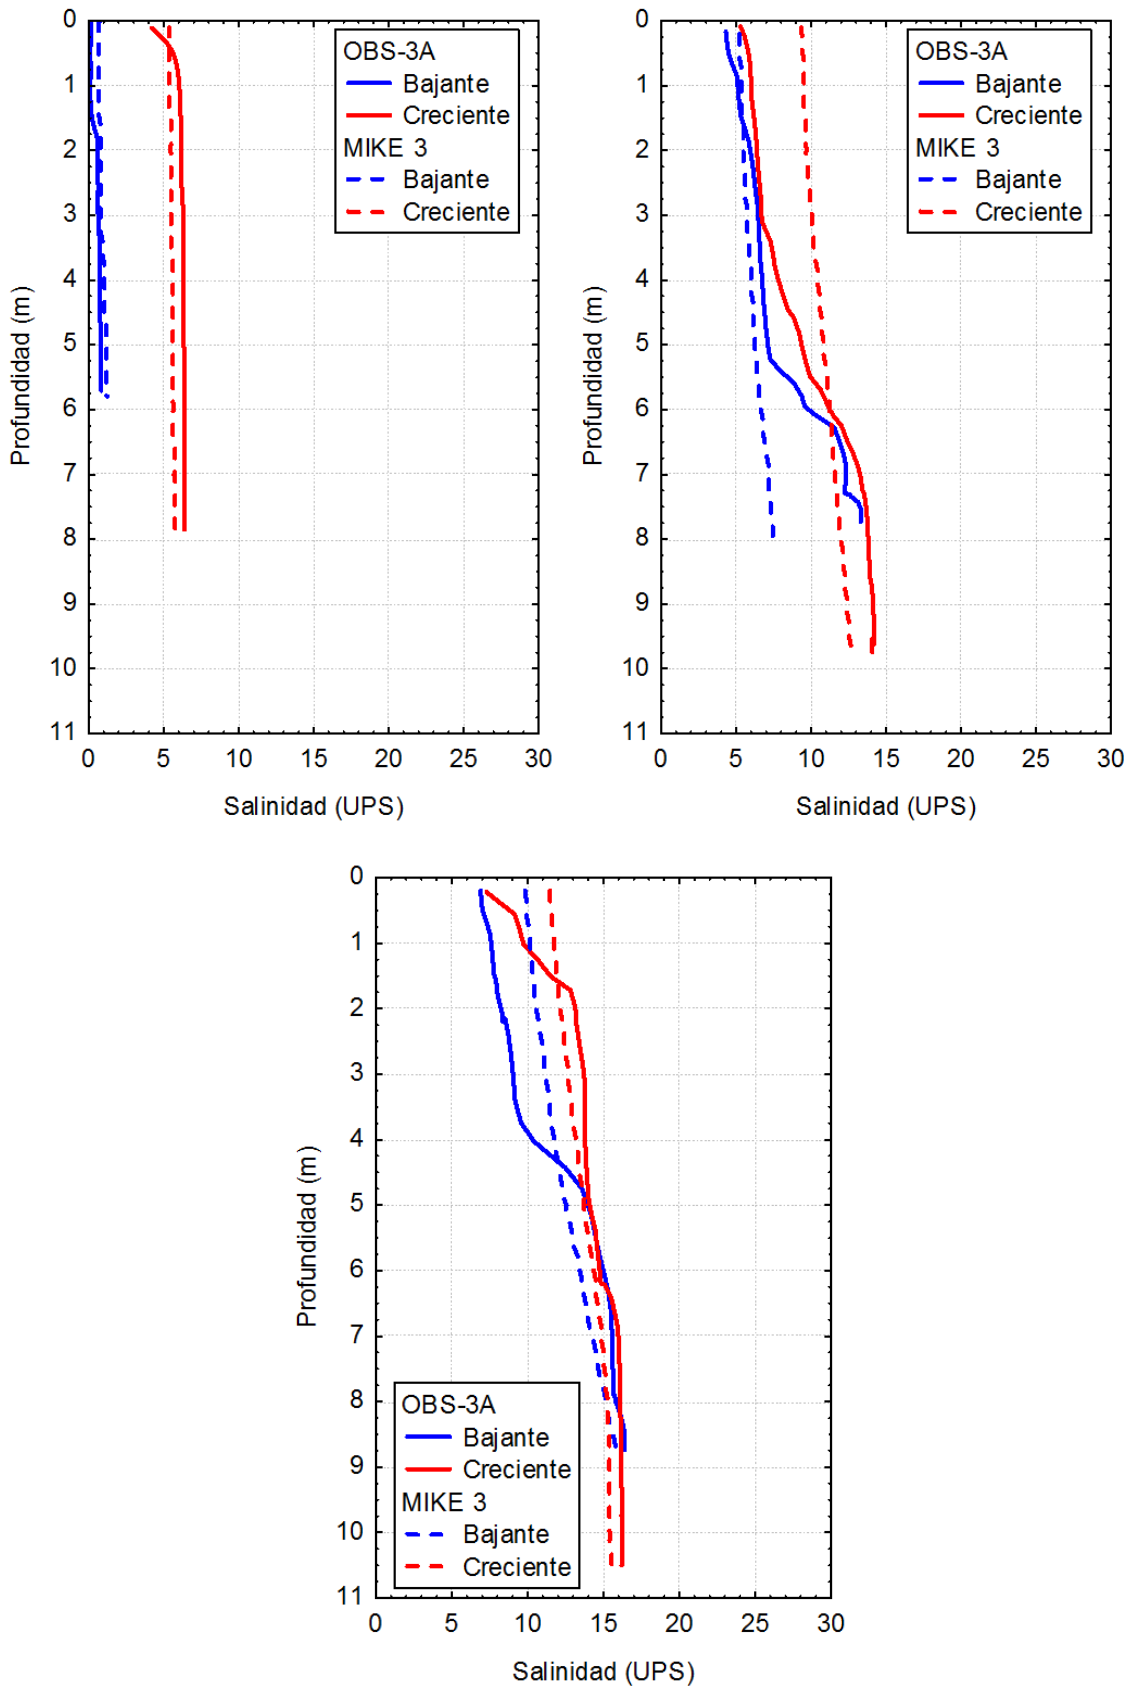 0
1
2
3
4
5
6
7
8
9
10
11
Profundidad (m)
OBS-3A
Bajante
Creciente
MIKE 3
Bajante
Creciente
0 5 10 15 20 25 30
Salinidad (UPS)
0
1
2
3
4
5
6
7
8
9
10
11
Profundidad (m)
OBS-3A
Bajante
Creciente
MIKE 3
Bajante
Creciente
0 5 10 15 20 25 30
Salinidad (UPS)
0
1
2
3
4
5
6
7
8
9
10
11
Profundidad (m)
OBS-3A
Bajante
Creciente
MIKE 3
Bajante
Creciente
0 5 10 15 20 25 30
Salinidad (UPS)